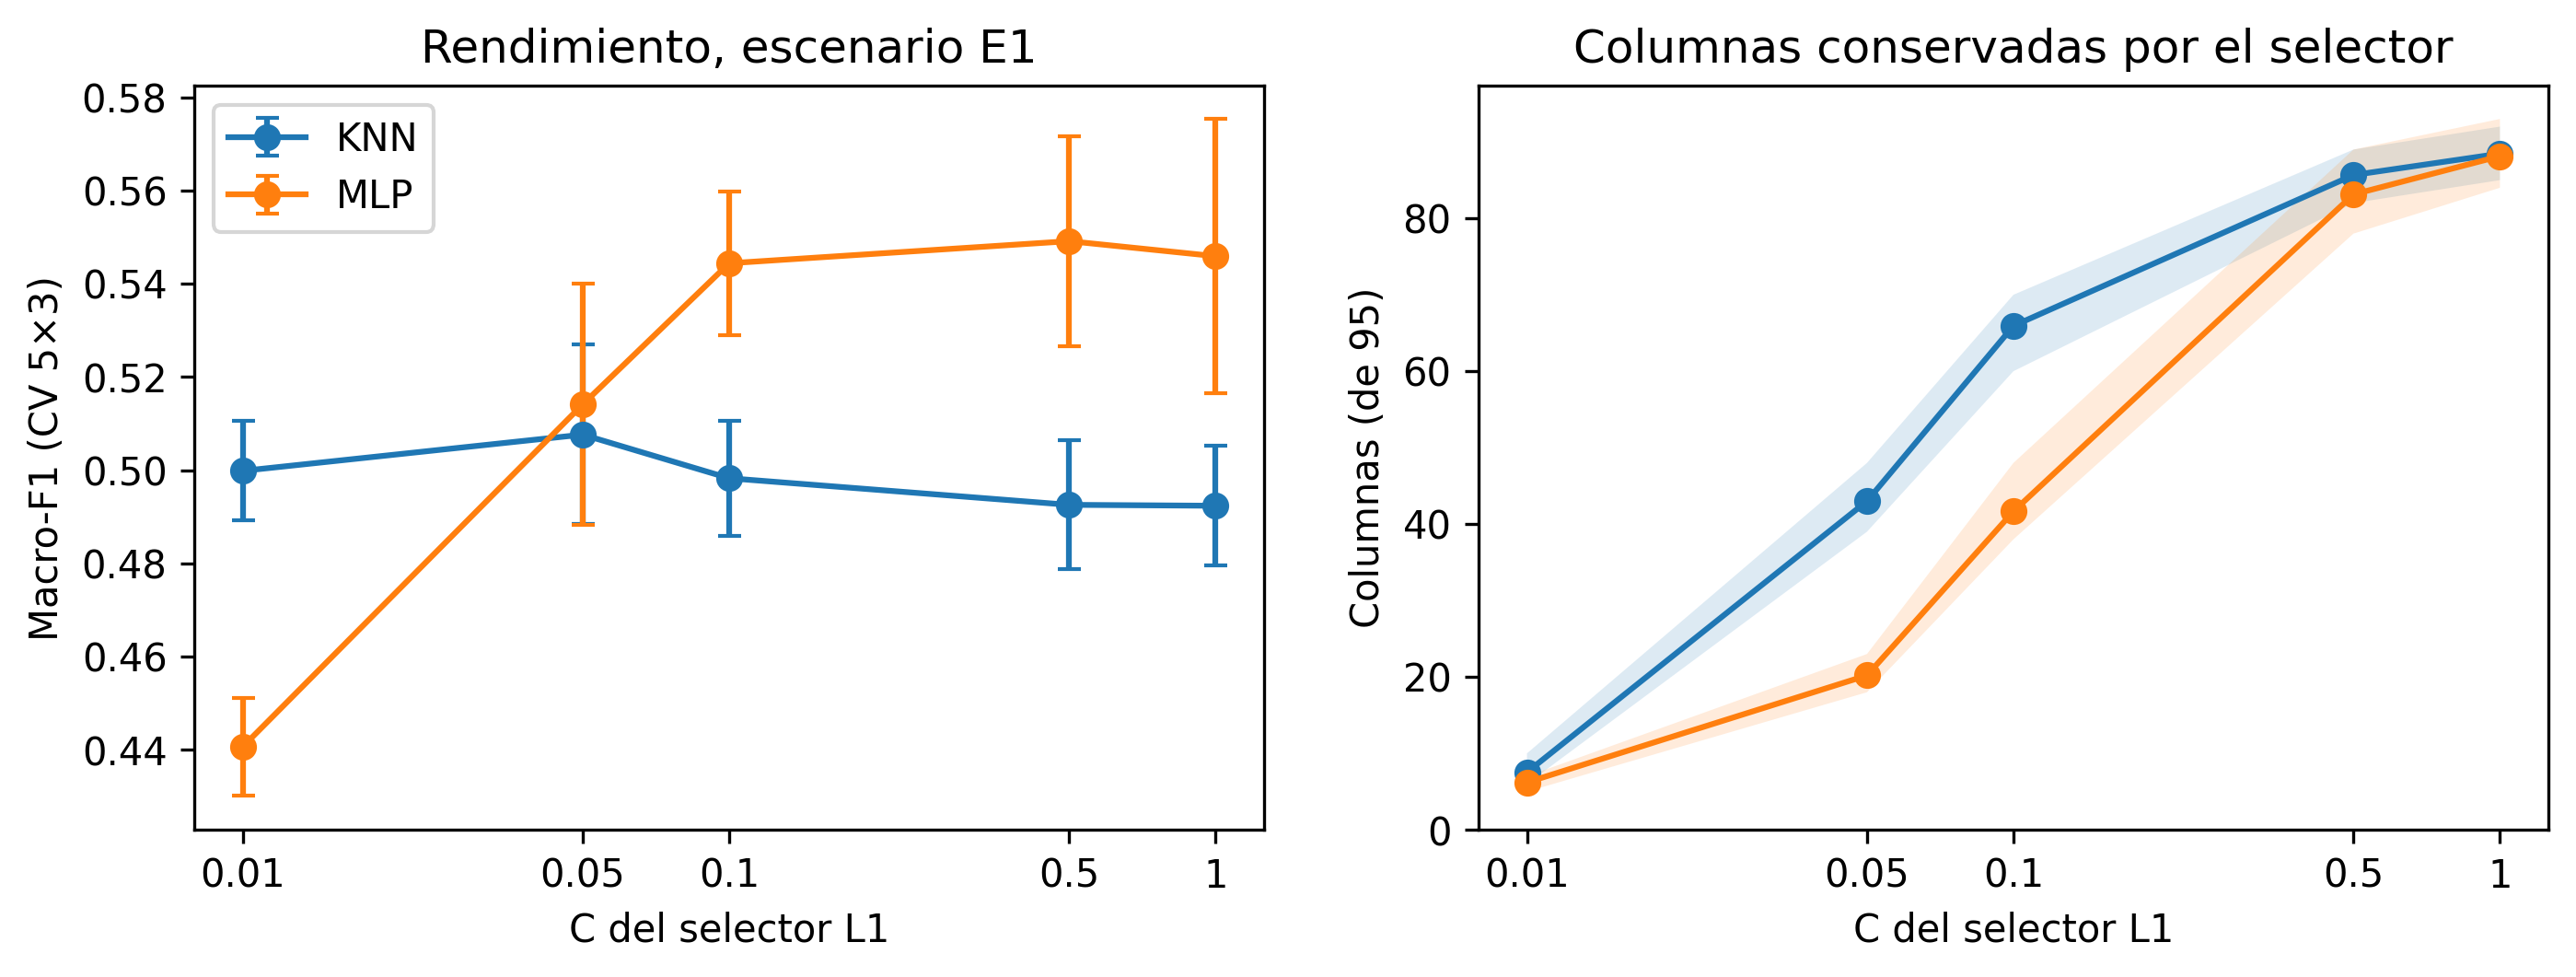 Rendimiento, escenario E1
KNN
MLP
Macro-F1 (CV 5×3)
0.58
0.56
0.54
0.52
0.50
0.48
0.46
0.44
0.01 0.05 0.1 0.5 1
C del selector L1
Columnas conservadas por el selector
Columnas (de 95)
80
60
40
20
0
0.01 0.05 0.1 0.5 1
C del selector L1